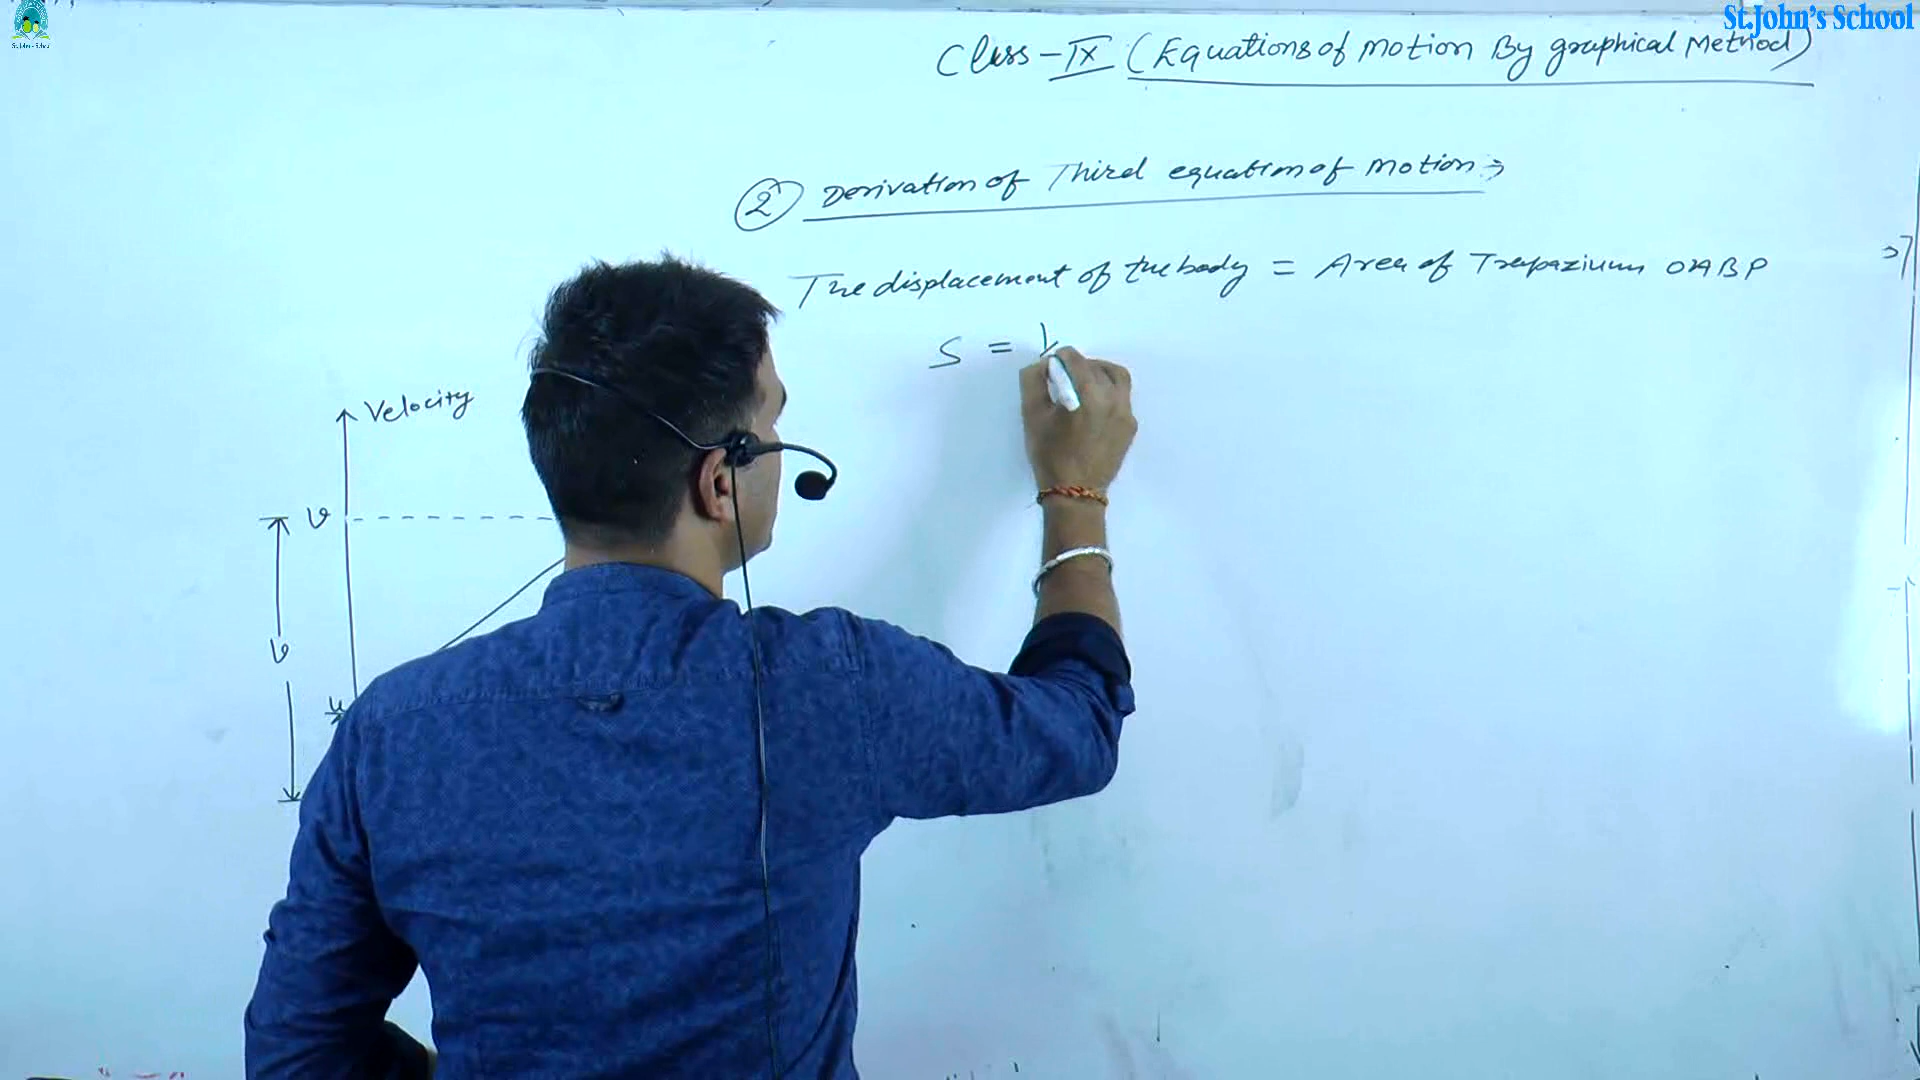 St.John's School
Class - IX (Equations of Motion By graphical Method)
② Derivation of Third equation of Motion ⇒
The displacement of the body = Area of Trapazium OABP
S = 1
Velocity
v
v
u